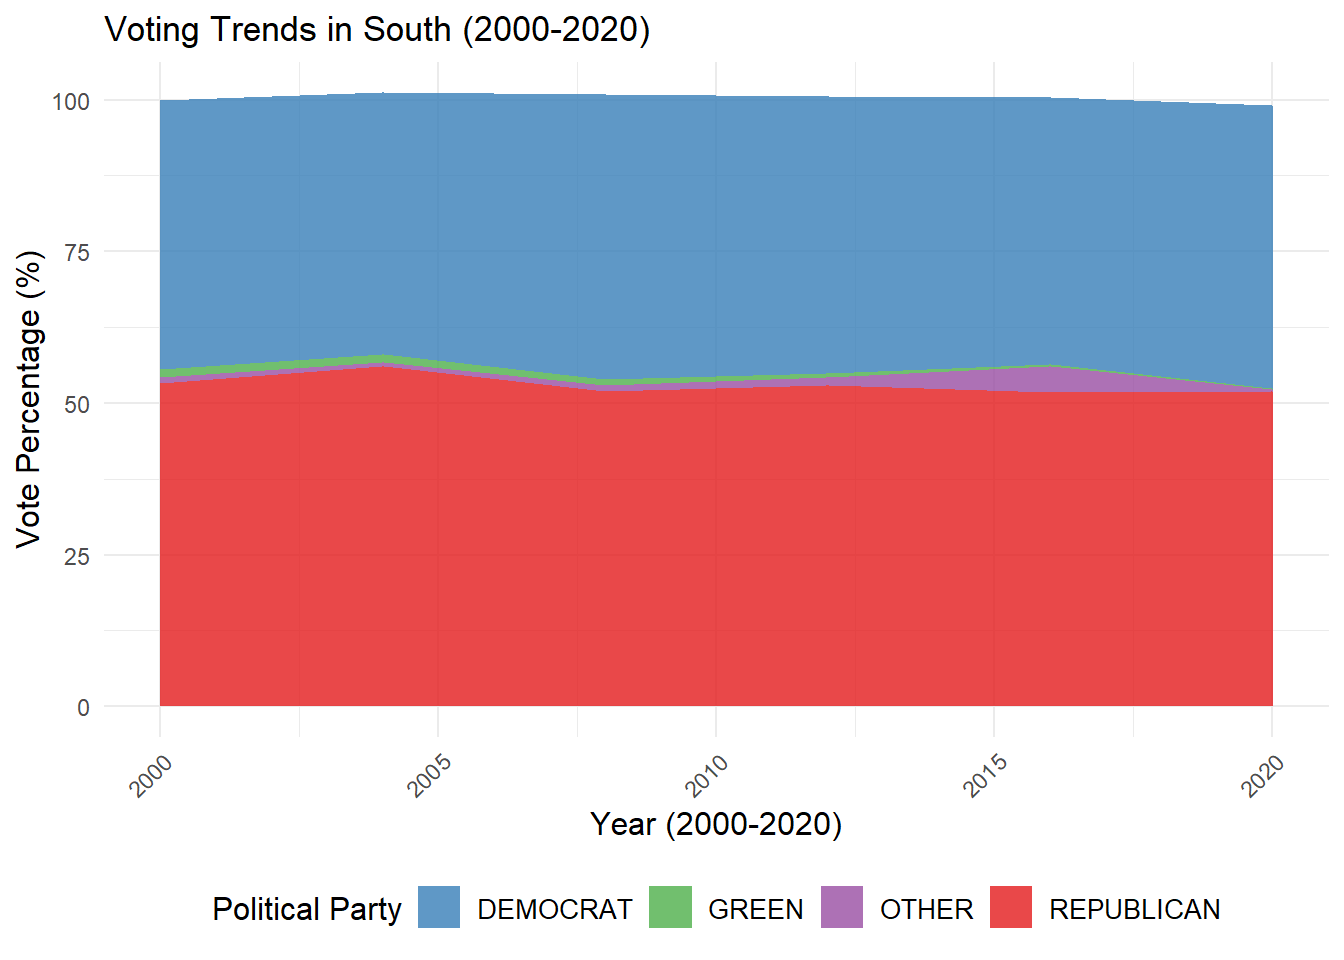 Voting Trends in South (2000-2020)
Vote Percentage (%)
100
75
50
25
0
2000
2005
2010
2015
2020
Year (2000-2020)
Political Party
DEMOCRAT
GREEN
OTHER
REPUBLICAN